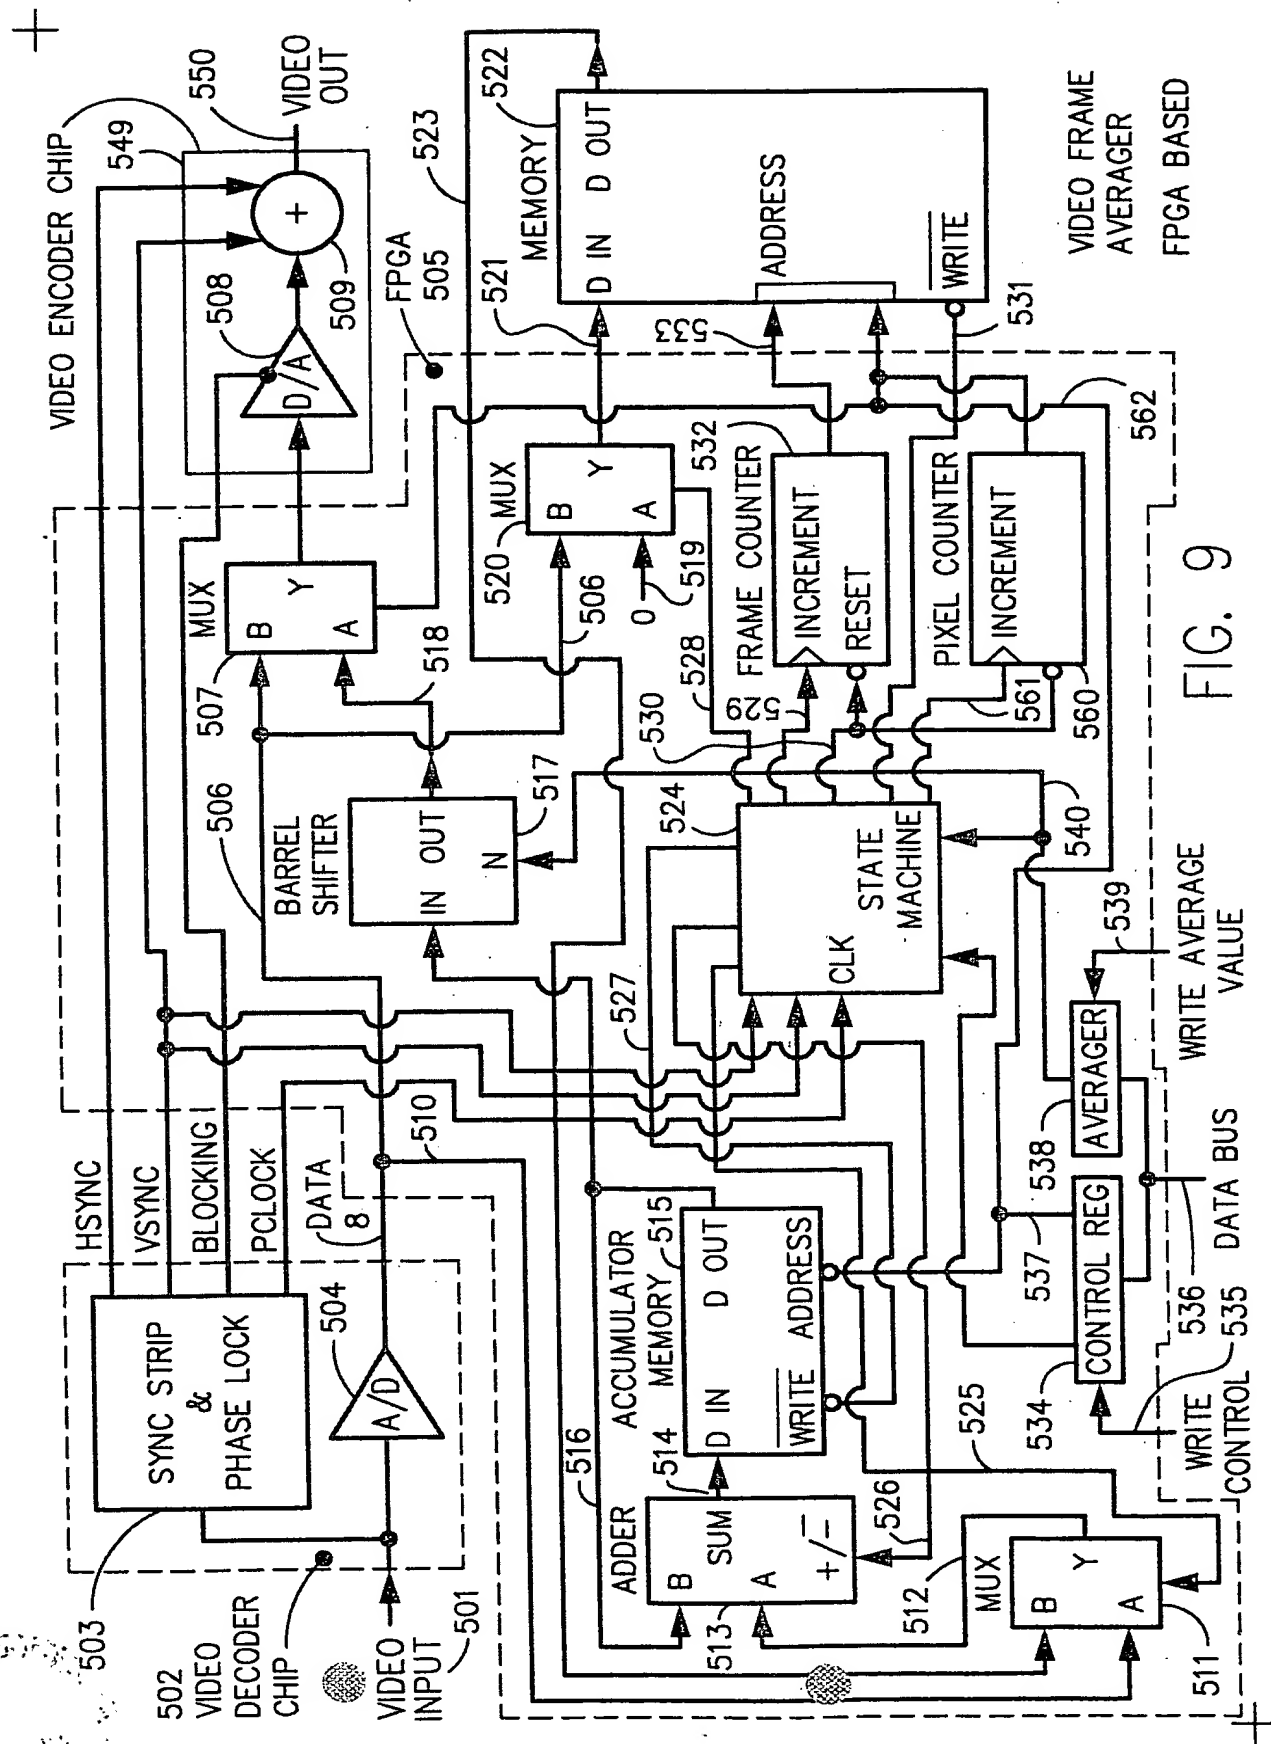 503
502
VIDEO
DECODER
CHIP
VIDEO
INPUT
501
SYNC STRIP
&
PHASE LOCK
504
A/D
HSYNC
VSYNC
BLOCKING
PCLOCK
DATA
8
510
506
BARREL
SHIFTER
IN OUT
N
517
518
507
MUX
B
A
Y
VIDEO ENCODER CHIP
549
550
VIDEO
OUT
508
D/A
+
509
FPGA
505
523
521
522
MEMORY
D IN D OUT
ADDRESS
WRITE
533
531
520
MUX
B
A
Y
506
0
519
528
530
529
FRAME COUNTER
532
INCREMENT
RESET
PIXEL COUNTER
INCREMENT
561
560
562
524
STATE
MACHINE
CLK
527
540
516
ACCUMULATOR
MEMORY
515
D IN D OUT
WRITE ADDRESS
514
ADDER
B
A
SUM
+/−
513
526
512
MUX
B
A
Y
511
525
534
CONTROL REG
537
538
AVERAGER
539
WRITE AVERAGE
VALUE
536
DATA BUS
535
WRITE
CONTROL
FIG. 9
VIDEO FRAME
AVERAGER
FPGA BASED